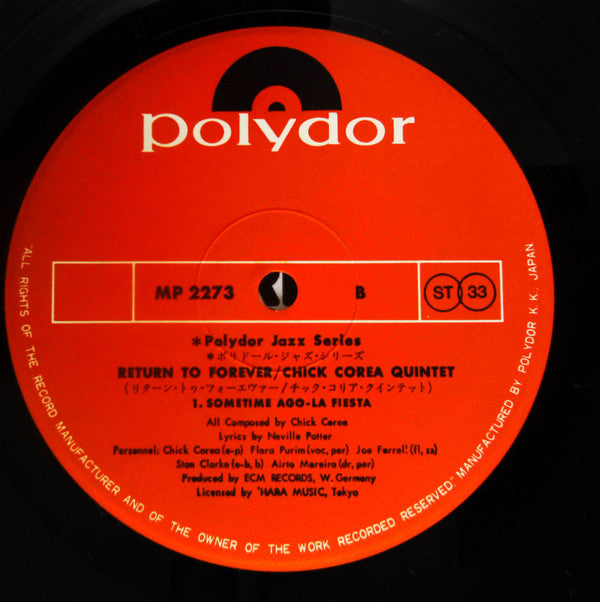 polydor
MP 2273 B ST 33
*Polydor Jazz Series
*ポリドール・ジャズ・シリーズ
RETURN TO FOREVER/CHICK COREA QUINTET
(リターン・トゥ・フォーエヴァー/チック・コリア・クインテット)
1. SOMETIME AGO-LA FIESTA
All Composed by Chick Corea
Lyrics by Neville Potter
Personnel: Chick Corea (e-p) Flora Purim (voc, per) Joe Farrell (fl, ss)
Stan Clarke (e-b, b) Airto Moreira (dr, per)
Produced by ECM RECORDS, W. Germany
Licensed by 'HARA MUSIC, Tokyo
"ALL RIGHTS OF THE RECORD MANUFACTURER AND OF THE OWNER OF THE WORK RECORDED RESERVED" MANUFACTURED BY POLYDOR K.K., JAPAN